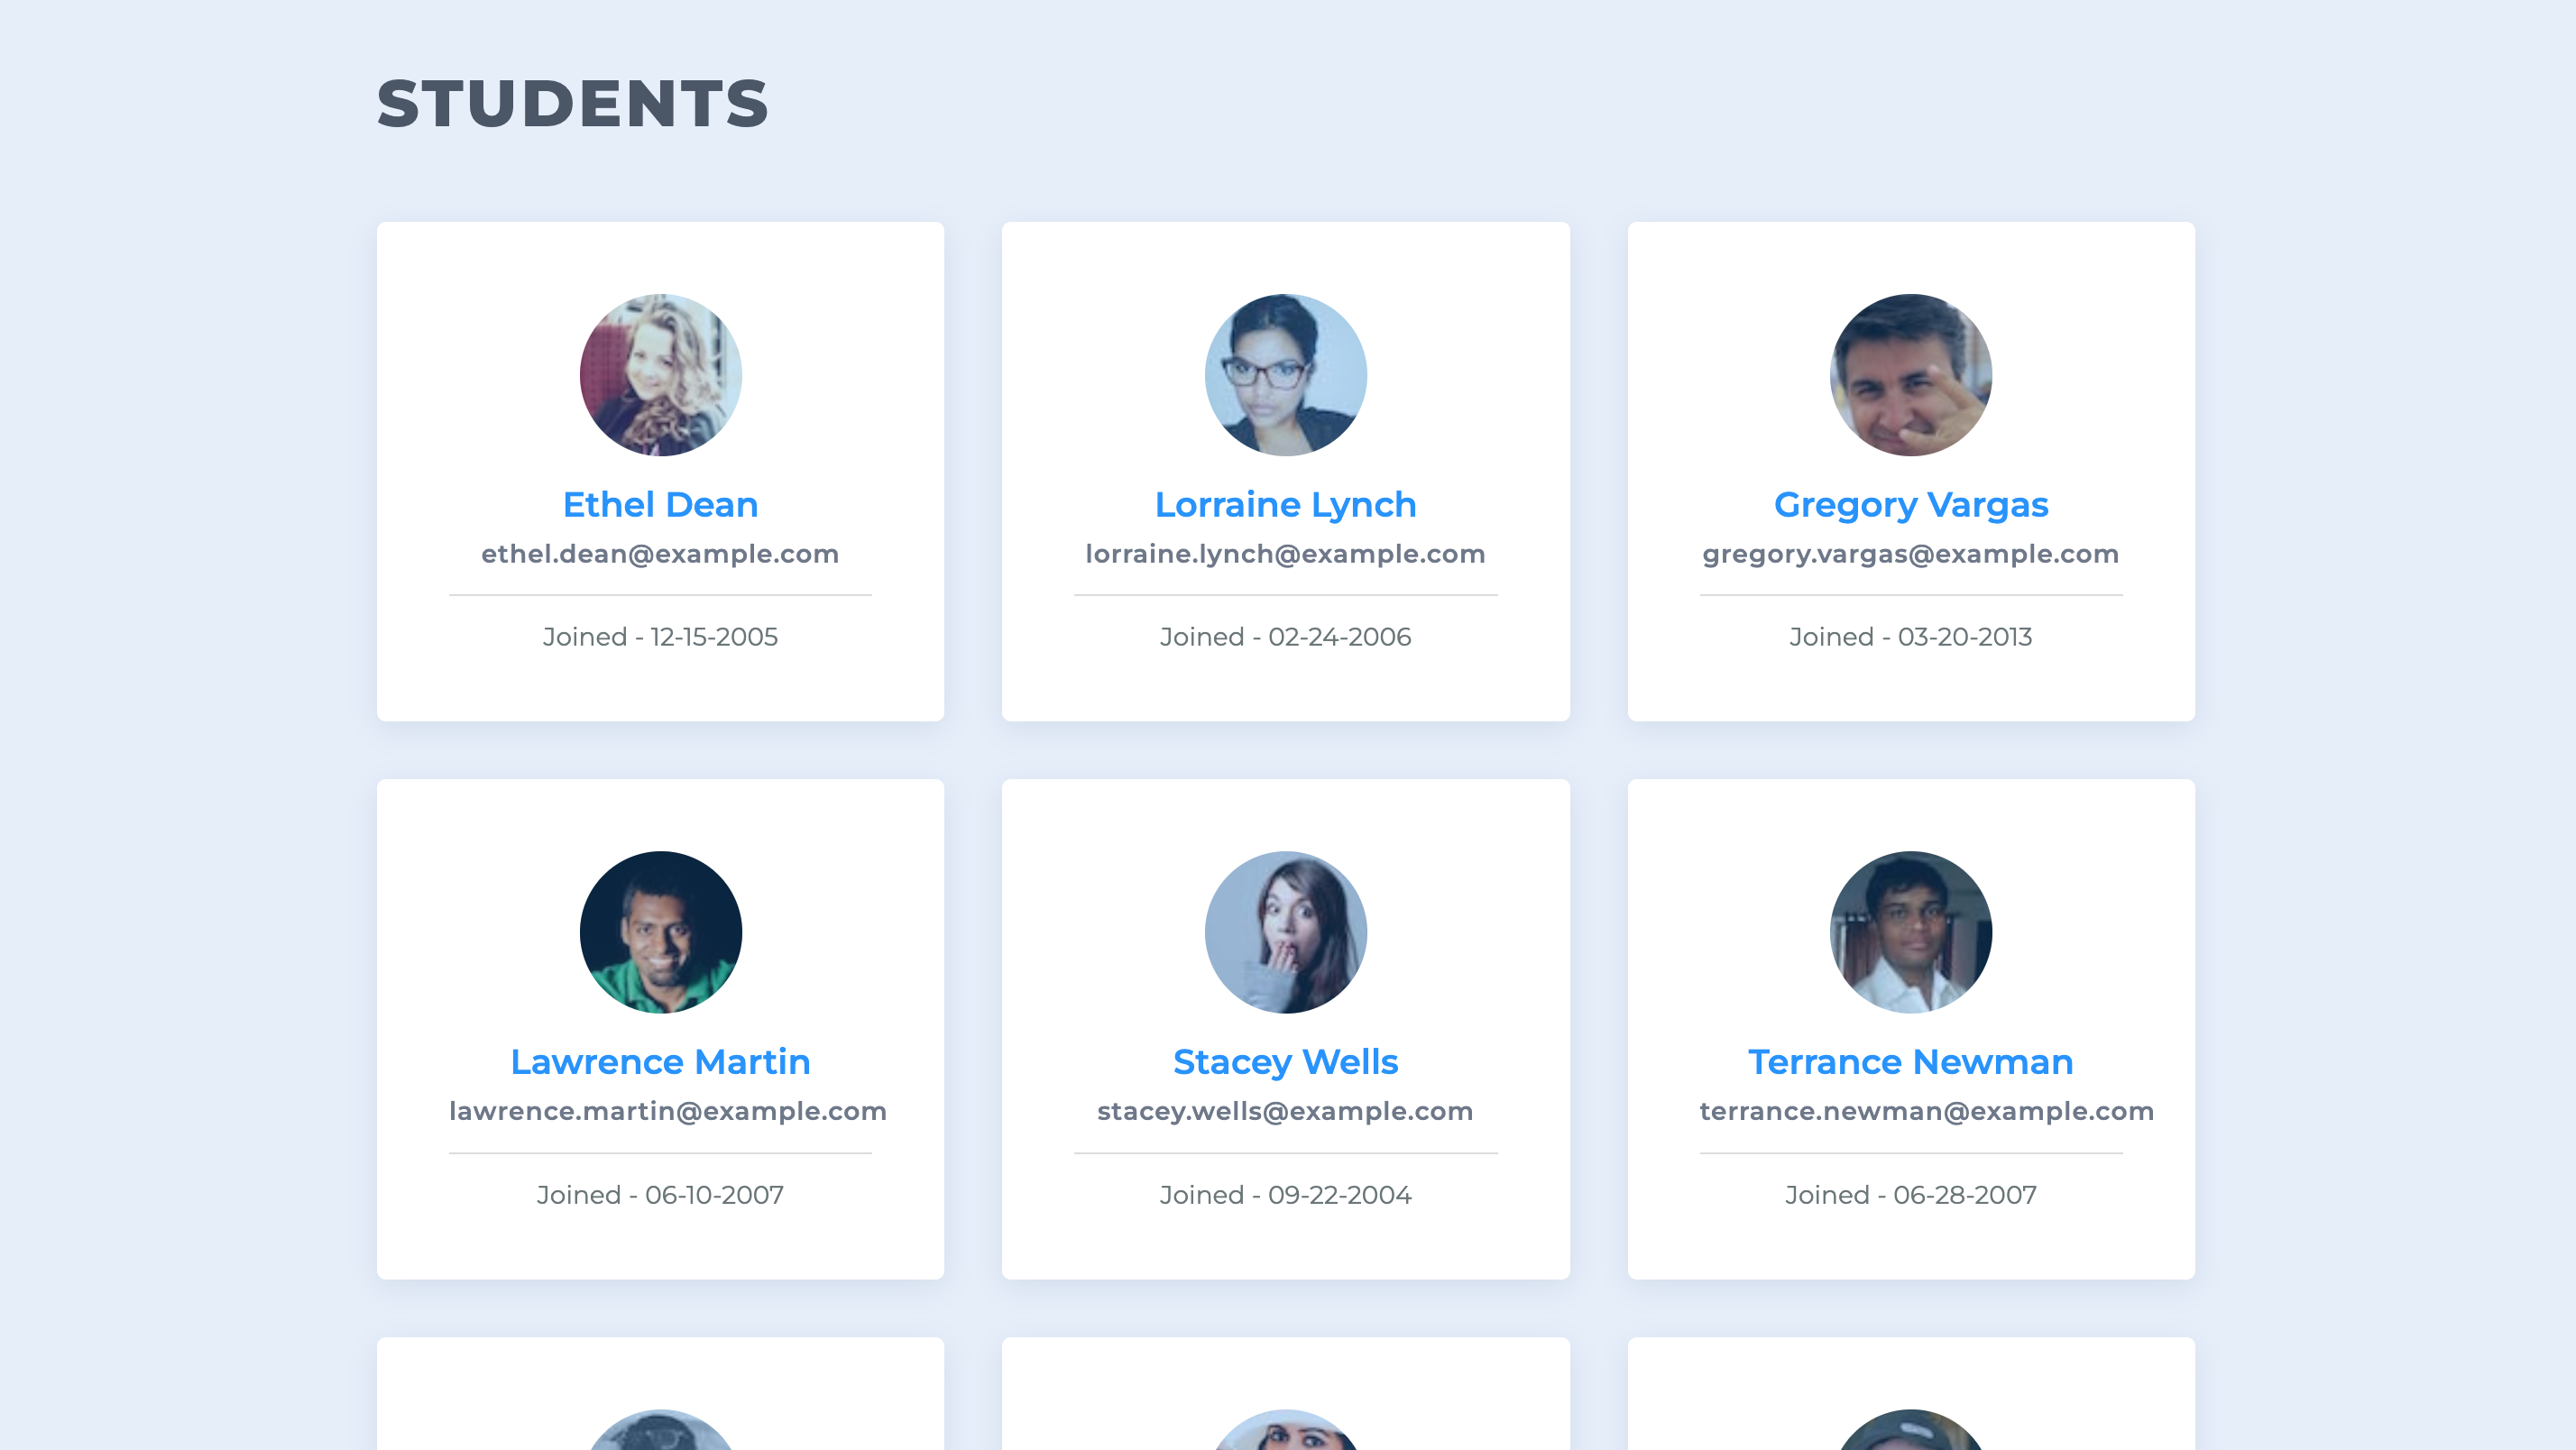 STUDENTS
Ethel Dean
ethel.dean@example.com
Joined - 12-15-2005
Lorraine Lynch
lorraine.lynch@example.com
Joined - 02-24-2006
Gregory Vargas
gregory.vargas@example.com
Joined - 03-20-2013
Lawrence Martin
lawrence.martin@example.com
Joined - 06-10-2007
Stacey Wells
stacey.wells@example.com
Joined - 09-22-2004
Terrance Newman
terrance.newman@example.com
Joined - 06-28-2007